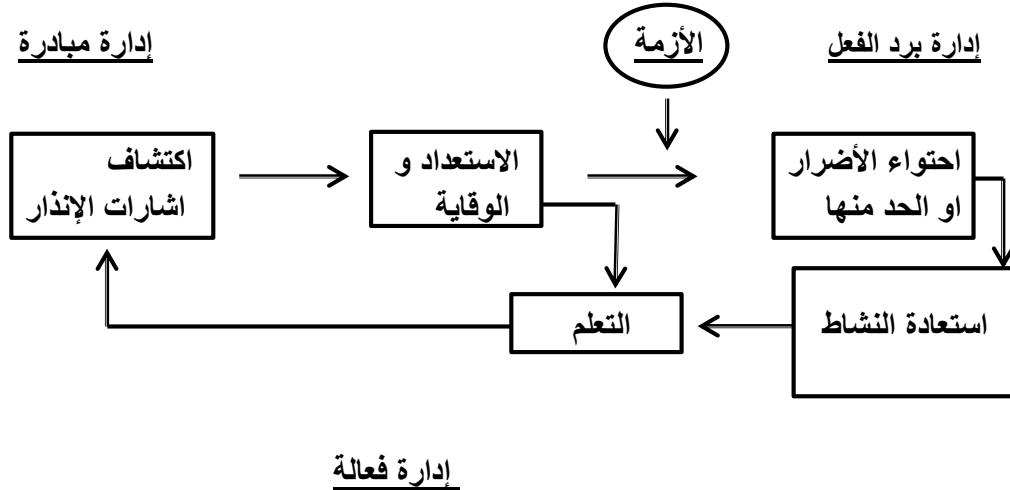 إدارة برد الفعل
الأزمة
إدارة مبادرة
اكتشاف
اشارات الإنذار
الاستعداد و
الوقاية
احتواء الأضرار
او الحد منها
استعادة النشاط
التعلم
إدارة فعالة